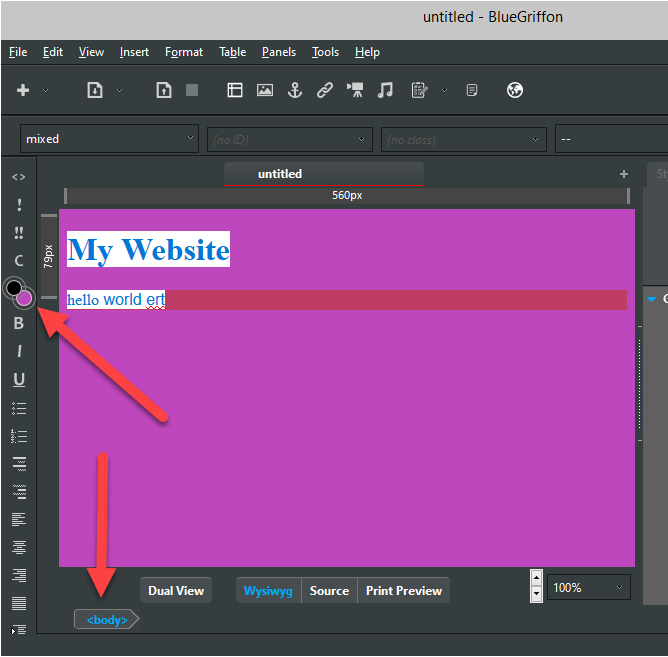 untitled - BlueGriffon
File Edit View Insert Format Table Panels Tools Help
mixed (no ID) (no class) --
<> untitled +
560px
!
!!
79px
My Website
C
hello world ert
B
I
U
Dual View Wysiwyg Source Print Preview 100%
<body>